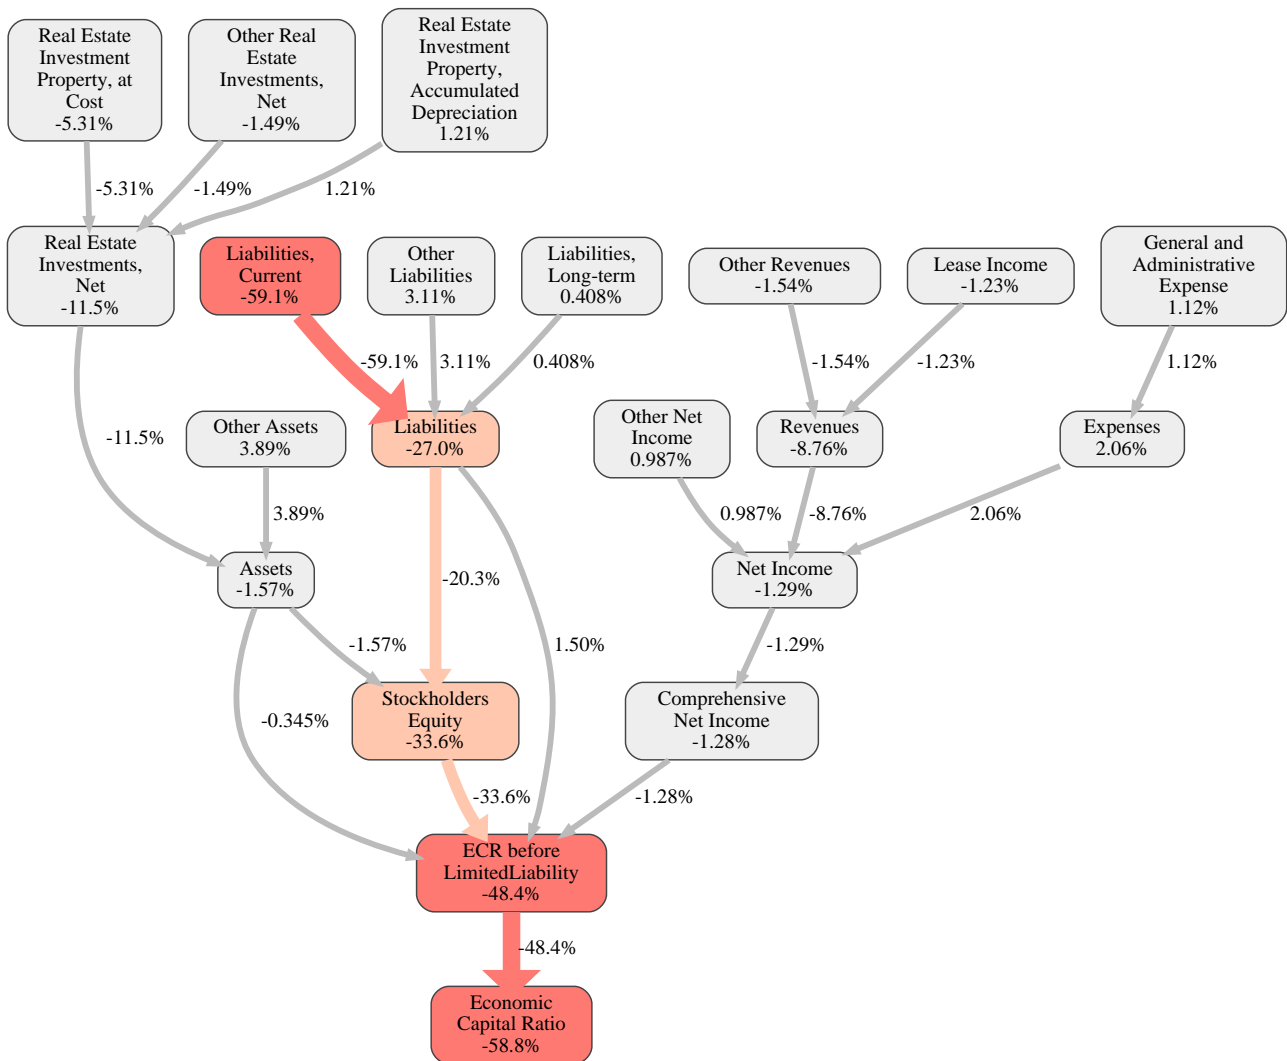 Real Estate
Investment
Property, at
Cost
-5.31%
Other Real
Estate
Investments,
Net
-1.49%
Real Estate
Investment
Property,
Accumulated
Depreciation
1.21%
-5.31%
-1.49%
1.21%
Real Estate
Investments,
Net
-11.5%
Liabilities,
Current
-59.1%
Other
Liabilities
3.11%
Liabilities,
Long-term
0.408%
Other Revenues
-1.54%
Lease Income
-1.23%
General and
Administrative
Expense
1.12%
-59.1%
3.11%
0.408%
-1.54%
-1.23%
1.12%
-11.5%
Other Assets
3.89%
Liabilities
-27.0%
Other Net
Income
0.987%
Revenues
-8.76%
Expenses
2.06%
3.89%
0.987%
-8.76%
2.06%
Assets
-1.57%
-20.3%
Net Income
-1.29%
-1.57%
1.50%
-1.29%
-0.345%
Stockholders
Equity
-33.6%
Comprehensive
Net Income
-1.28%
-33.6%
-1.28%
ECR before
LimitedLiability
-48.4%
-48.4%
Economic
Capital Ratio
-58.8%